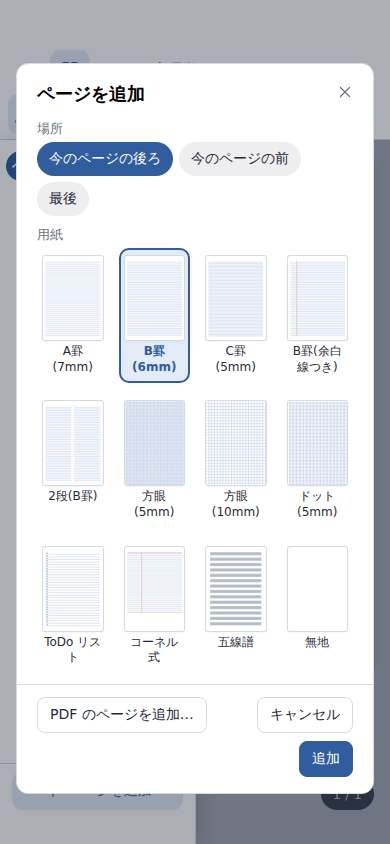 ページを追加
場所
今のページの後ろ
今のページの前
最後
用紙
A罫
(7mm)
B罫
(6mm)
C罫
(5mm)
B罫(余白
線つき)
2段(B罫)
方眼
(5mm)
方眼
(10mm)
ドット
(5mm)
ToDo リス
ト
コーネル
式
五線譜
無地
PDF のページを追加…
キャンセル
追加
1 / 1